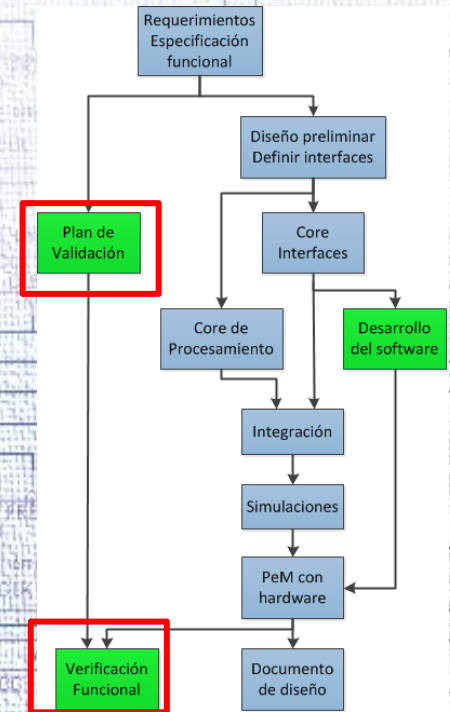 Requerimientos
Especificación
funcional
Diseño preliminar
Definir interfaces
Plan de
Validación
Core
Interfaces
Core de
Procesamiento
Desarrollo
del software
Integración
Simulaciones
PeM con
hardware
Verificación
Funcional
Documento
de diseño